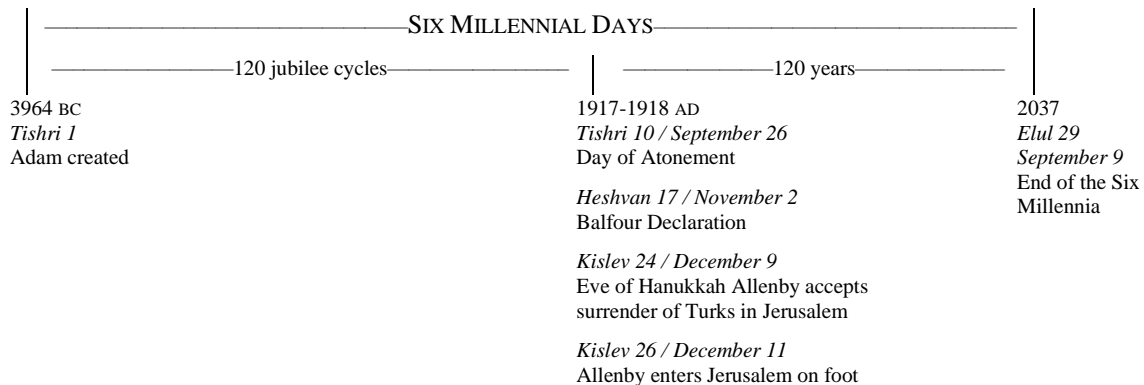 SIX MILLENNIAL DAYS
120 jubilee cycles
120 years
3964 BC
Tishri 1
Adam created
1917-1918 AD
Tishri 10 / September 26
Day of Atonement
Heshvan 17 / November 2
Balfour Declaration
Kislev 24 / December 9
Eve of Hanukkah Allenby accepts
surrender of Turks in Jerusalem
Kislev 26 / December 11
Allenby enters Jerusalem on foot
2037
Elul 29
September 9
End of the Six
Millennia